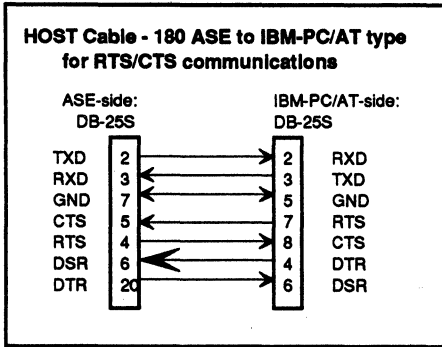 HOST Cable - 180 ASE to IBM-PC/AT type
for RTS/CTS communications
ASE-side: IBM-PC/AT-side:
DB-25S DB-25S
TXD 2 2 RXD
RXD 3 3 TXD
GND 7 5 GND
CTS 5 7 RTS
RTS 4 8 CTS
DSR 6 4 DTR
DTR 20 6 DSR